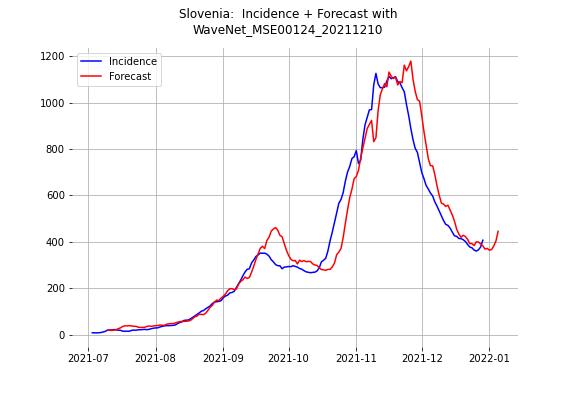 Slovenia:  Incidence + Forecast with
WaveNet_MSE00124_20211210
Incidence
Forecast
1200
1000
800
600
400
200
0
2021-07 2021-08 2021-09 2021-10 2021-11 2021-12 2022-01